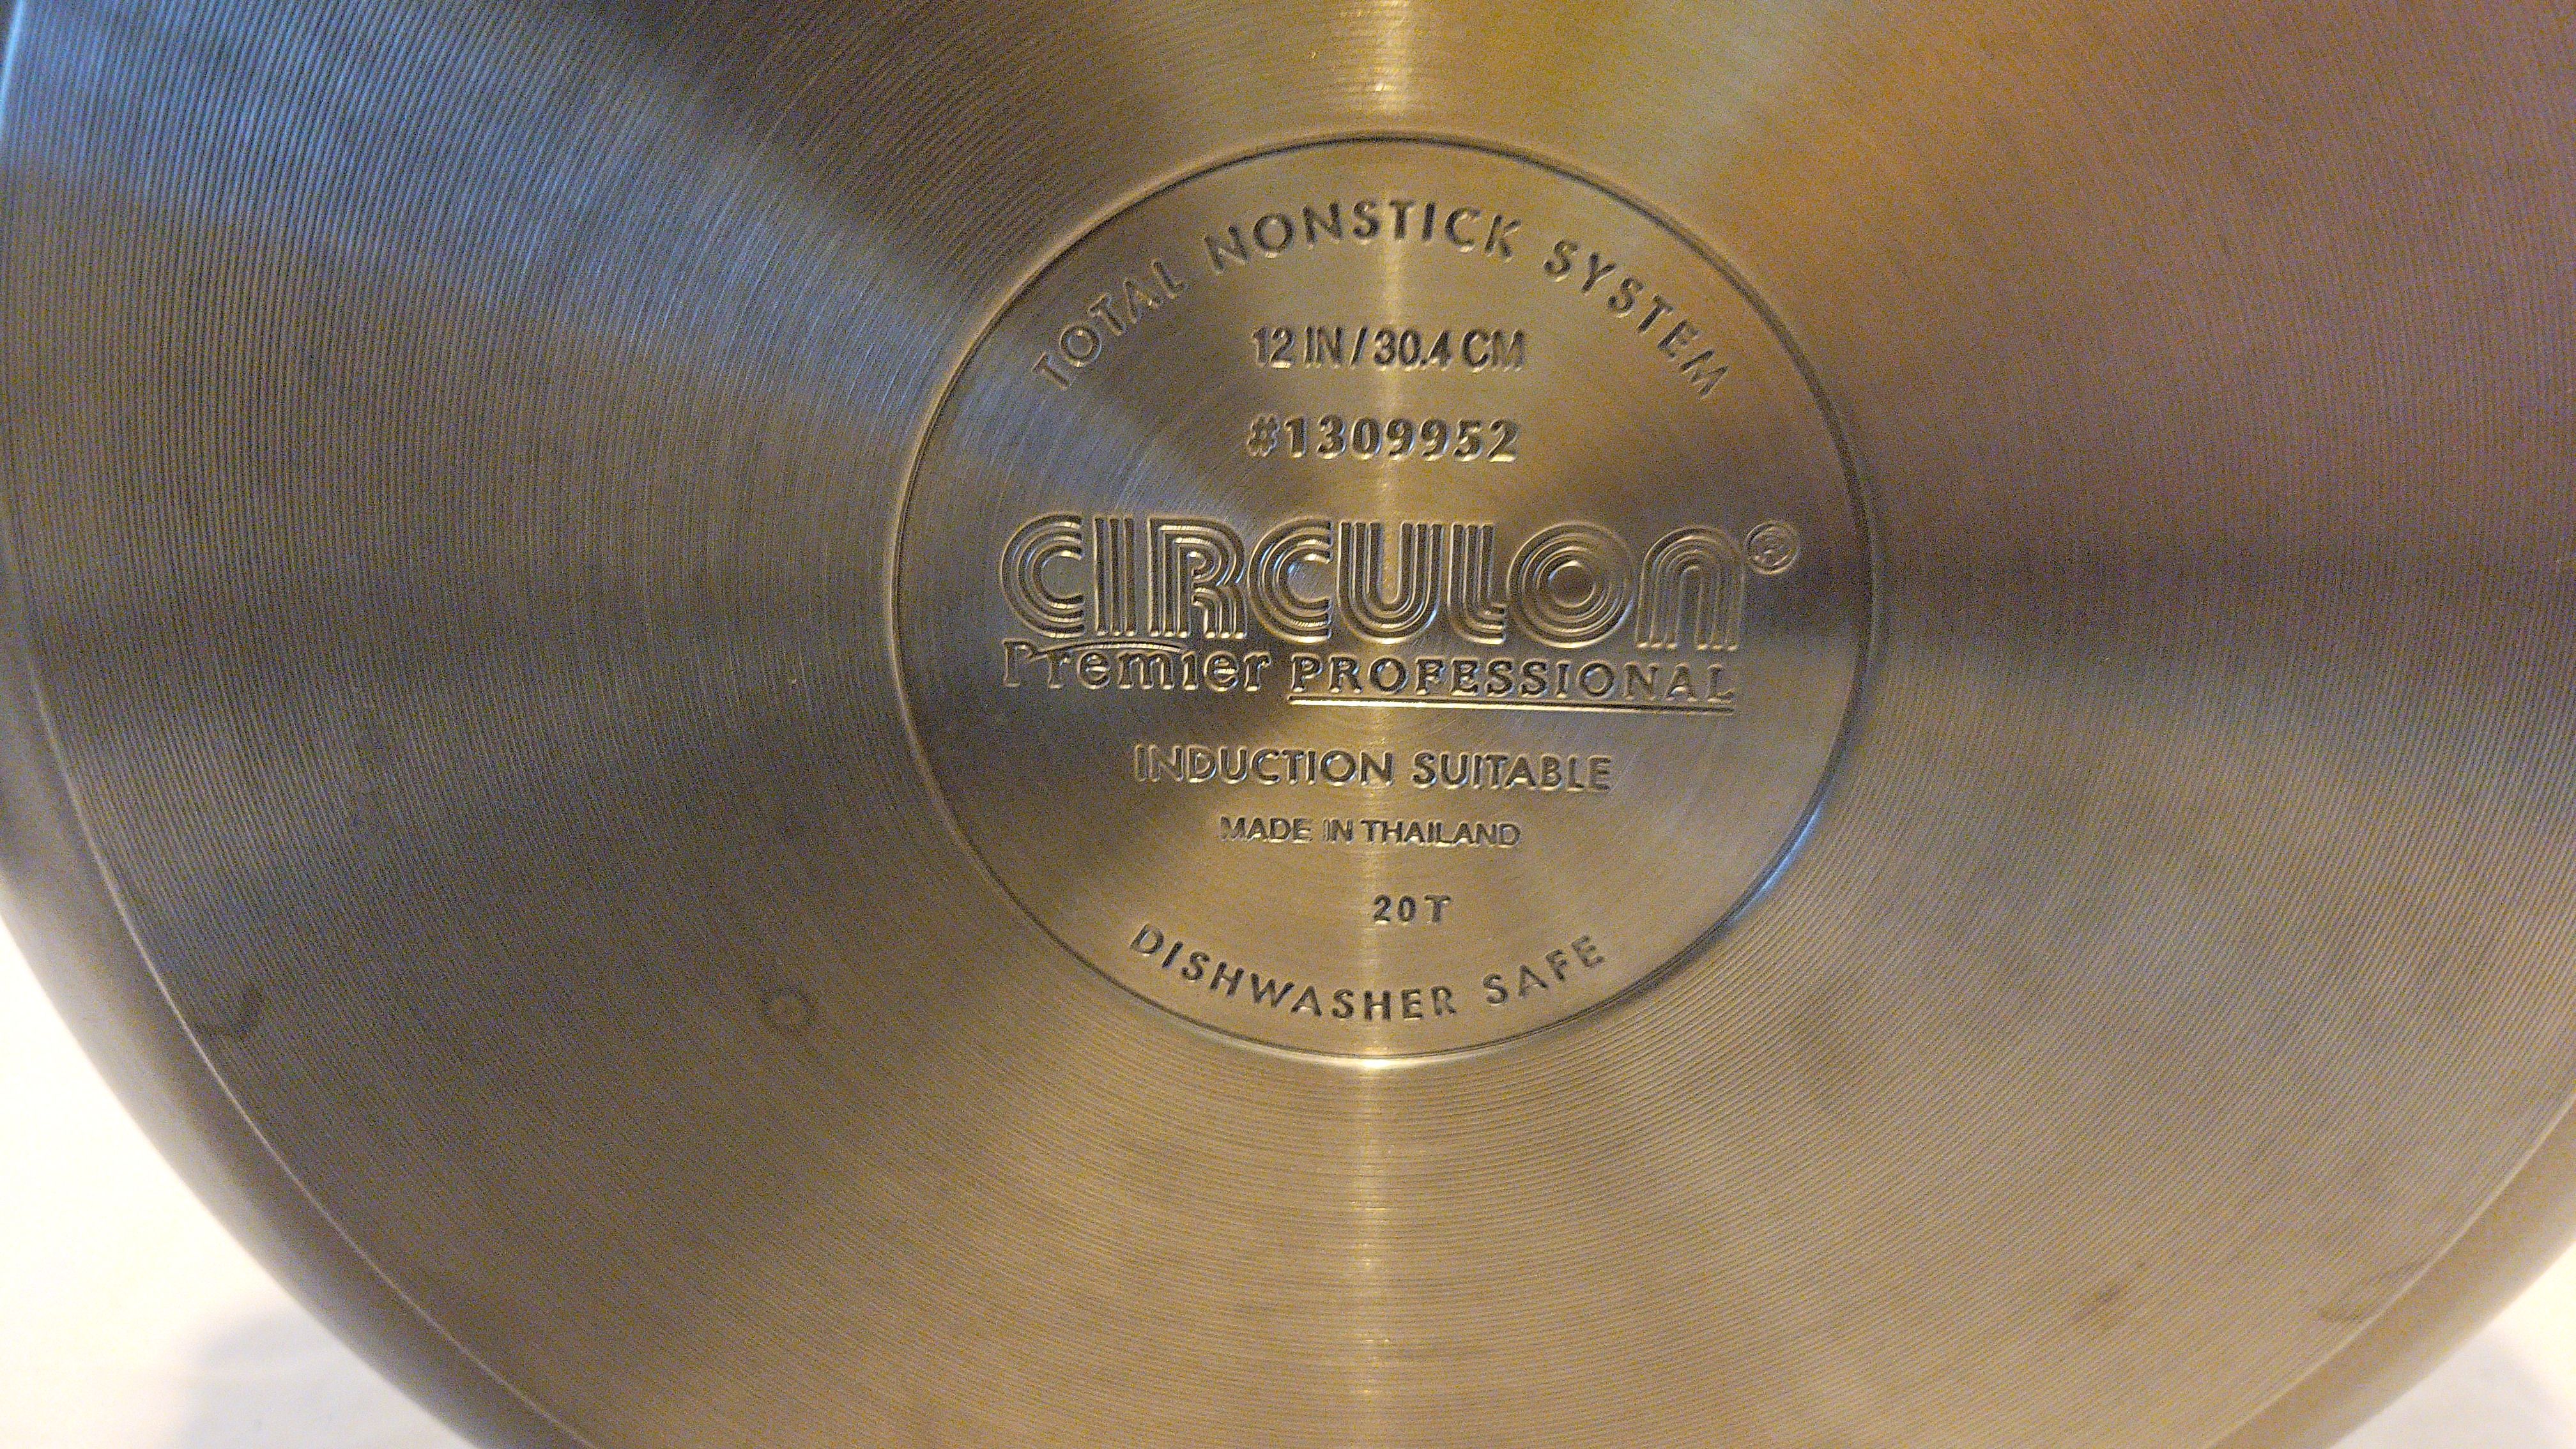 TOTAL NONSTICK SYSTEM
12 IN / 30.4 CM
#1309952
CIRCULON®
Premier PROFESSIONAL
INDUCTION SUITABLE
MADE IN THAILAND
20 T
DISHWASHER SAFE